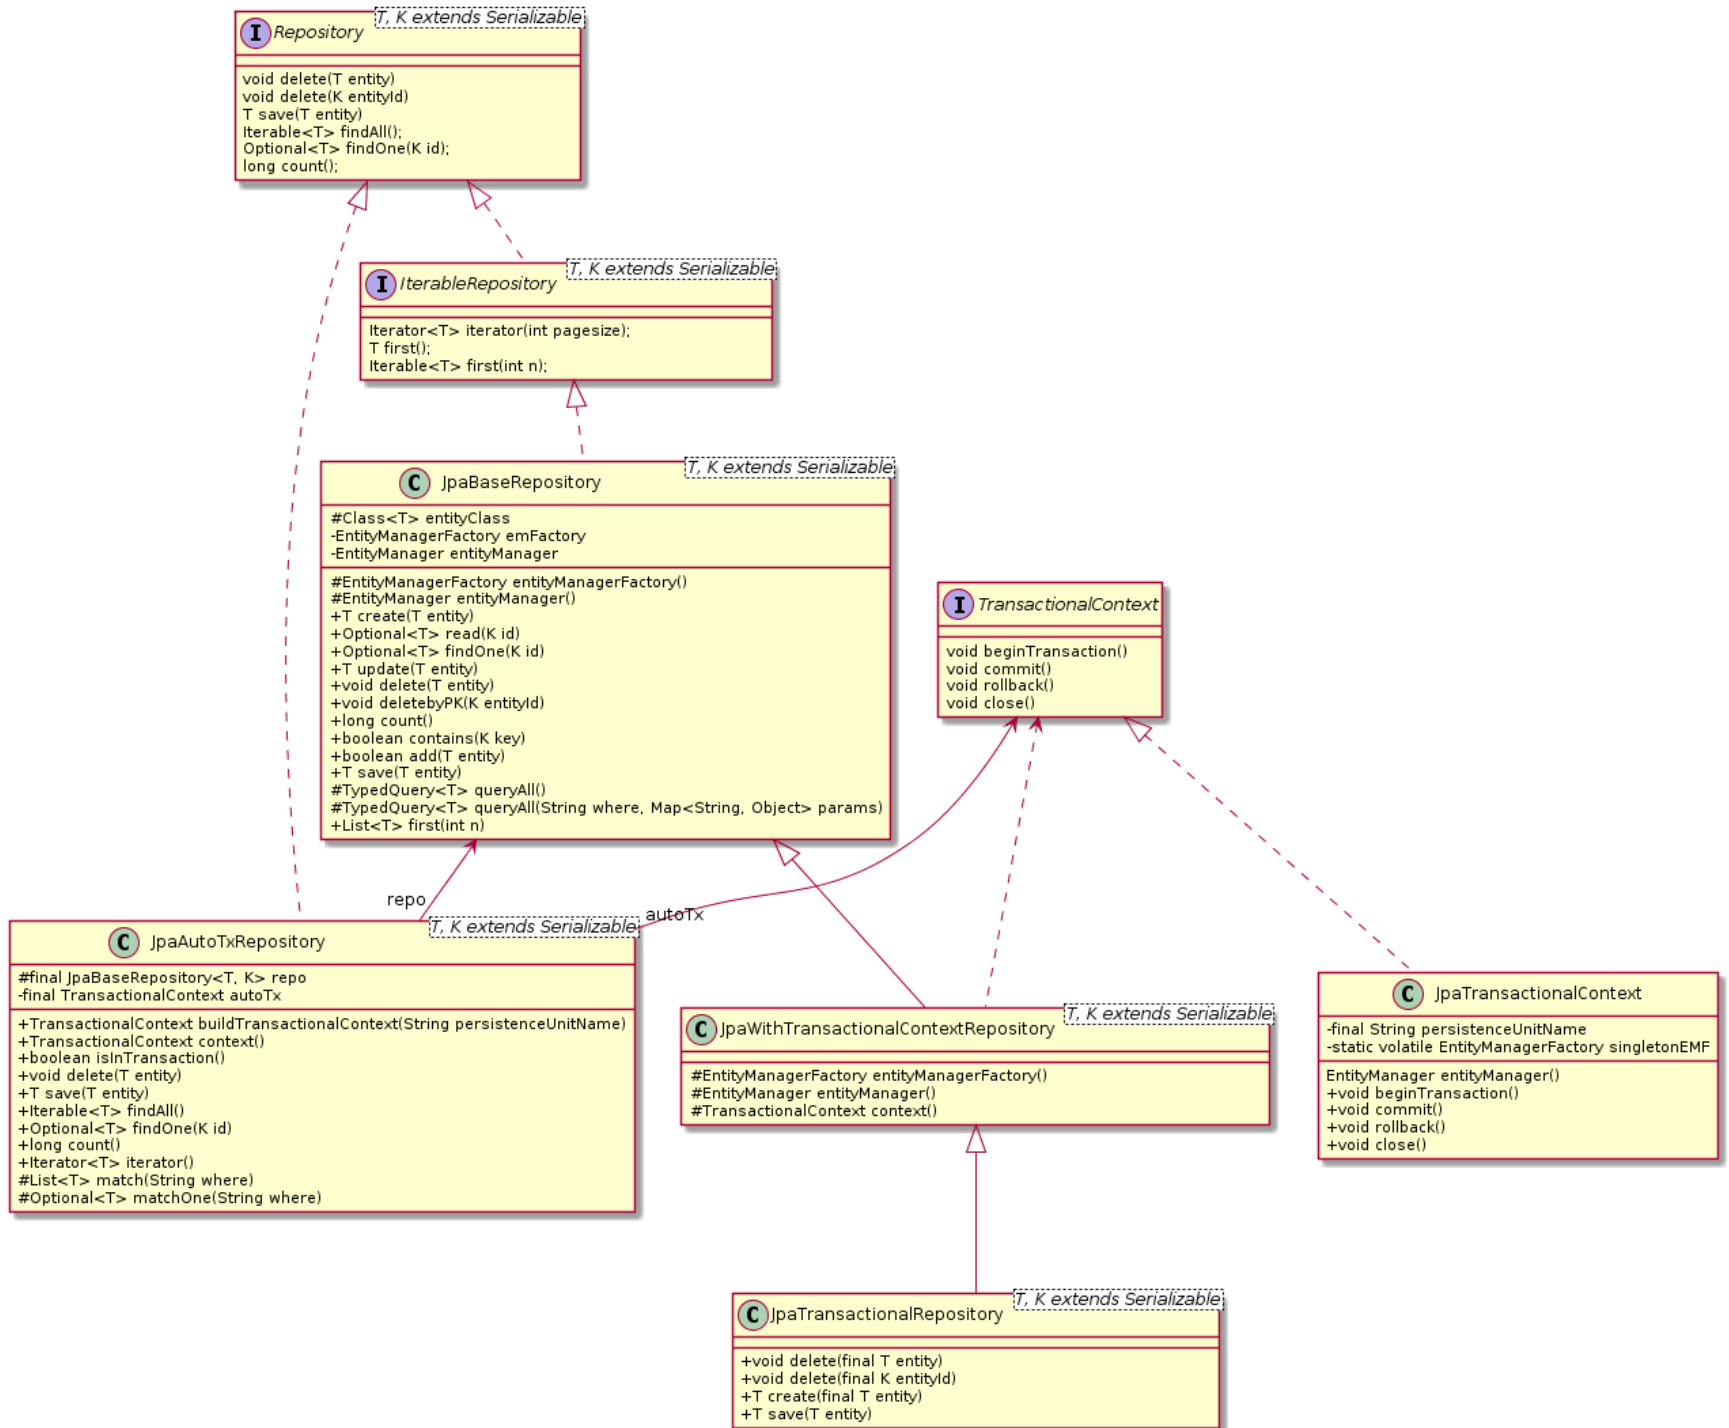 T, K extends Serializable
I Repository
void delete(T entity)
void delete(K entityId)
T save(T entity)
Iterable<T> findAll();
Optional<T> findOne(K id);
long count();
T, K extends Serializable
I IterableRepository
Iterator<T> iterator(int pagesize);
T first();
Iterable<T> first(int n);
T, K extends Serializable
C JpaBaseRepository
#Class<T> entityClass
-EntityManagerFactory emFactory
-EntityManager entityManager
#EntityManagerFactory entityManagerFactory()
#EntityManager entityManager()
+T create(T entity)
+Optional<T> read(K id)
+Optional<T> findOne(K id)
+T update(T entity)
+void delete(T entity)
+void deletebyPK(K entityId)
+long count()
+boolean contains(K key)
+boolean add(T entity)
+T save(T entity)
#TypedQuery<T> queryAll()
#TypedQuery<T> queryAll(String where, Map<String, Object> params)
+List<T> first(int n)
I TransactionalContext
void beginTransaction()
void commit()
void rollback()
void close()
repo
autoTx
T, K extends Serializable
C JpaAutoTxRepository
#final JpaBaseRepository<T, K> repo
-final TransactionalContext autoTx
+TransactionalContext buildTransactionalContext(String persistenceUnitName)
+TransactionalContext context()
+boolean isInTransaction()
+void delete(T entity)
+T save(T entity)
+Iterable<T> findAll()
+Optional<T> findOne(K id)
+long count()
+Iterator<T> iterator()
#List<T> match(String where)
#Optional<T> matchOne(String where)
T, K extends Serializable
C JpaWithTransactionalContextRepository
#EntityManagerFactory entityManagerFactory()
#EntityManager entityManager()
#TransactionalContext context()
C JpaTransactionalContext
-final String persistenceUnitName
-static volatile EntityManagerFactory singletonEMF
EntityManager entityManager()
+void beginTransaction()
+void commit()
+void rollback()
+void close()
T, K extends Serializable
C JpaTransactionalRepository
+void delete(final T entity)
+void delete(final K entityId)
+T create(final T entity)
+T save(T entity)